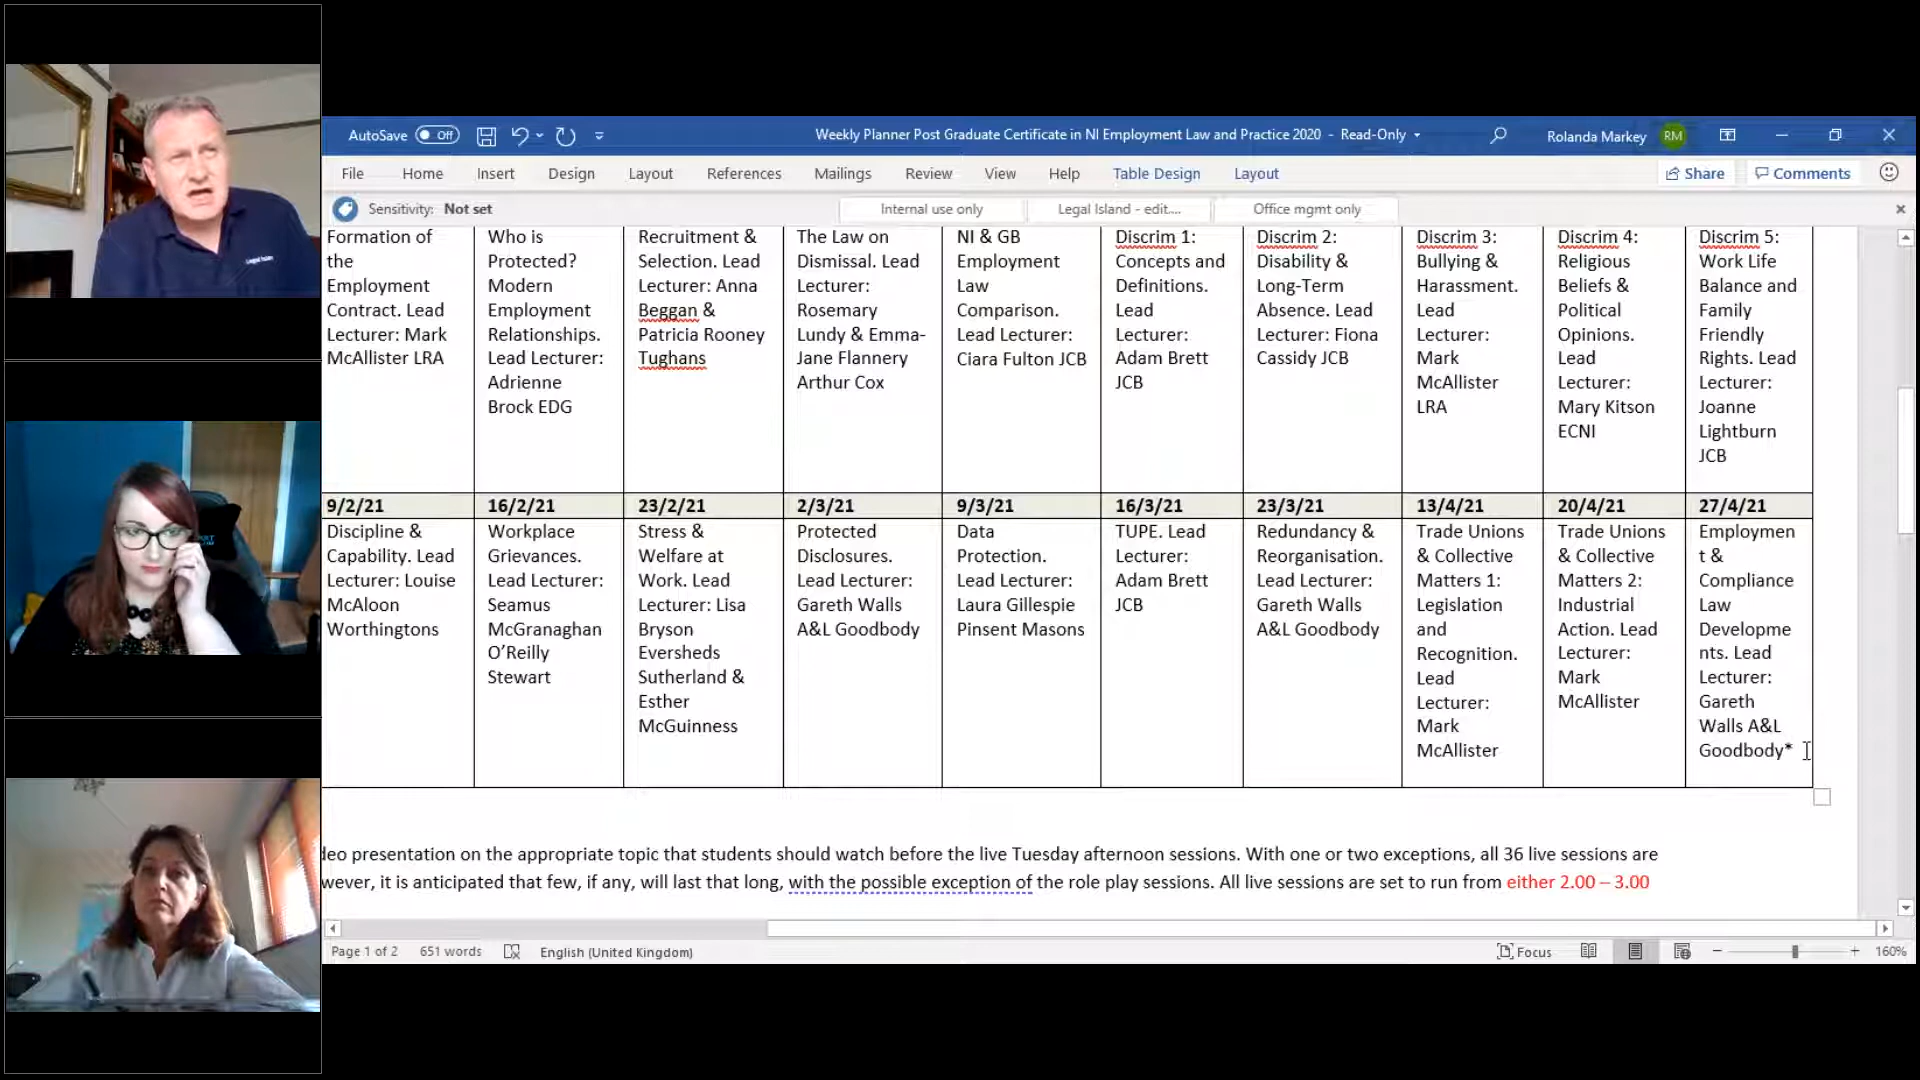 AutoSave Off
Weekly Planner Post Graduate Certificate in NI Employment Law and Practice 2020 - Read-Only
Rolanda Markey RM
File Home Insert Design Layout References Mailings Review View Help Table Design Layout
Share Comments
Sensitivity: Not set
Internal use only
Legal Island - edit....
Office mgmt only
Formation of
the
Employment
Contract. Lead
Lecturer: Mark
McAllister LRA
Who is
Protected?
Modern
Employment
Relationships.
Lead Lecturer:
Adrienne
Brock EDG
Recruitment &
Selection. Lead
Lecturer: Anna
Beggan &
Patricia Rooney
Tughans
The Law on
Dismissal. Lead
Lecturer:
Rosemary
Lundy & Emma-
Jane Flannery
Arthur Cox
NI & GB
Employment
Law
Comparison.
Lead Lecturer:
Ciara Fulton JCB
Discrim 1:
Concepts and
Definitions.
Lead
Lecturer:
Adam Brett
JCB
Discrim 2:
Disability &
Long-Term
Absence. Lead
Lecturer: Fiona
Cassidy JCB
Discrim 3:
Bullying &
Harassment.
Lead
Lecturer:
Mark
McAllister
LRA
Discrim 4:
Religious
Beliefs &
Political
Opinions.
Lead
Lecturer:
Mary Kitson
ECNI
Discrim 5:
Work Life
Balance and
Family
Friendly
Rights. Lead
Lecturer:
Joanne
Lightburn
JCB
9/2/21 16/2/21 23/2/21 2/3/21 9/3/21 16/3/21 23/3/21 13/4/21 20/4/21 27/4/21
Discipline &
Capability. Lead
Lecturer: Louise
McAloon
Worthingtons
Workplace
Grievances.
Lead Lecturer:
Seamus
McGranaghan
O’Reilly
Stewart
Stress &
Welfare at
Work. Lead
Lecturer: Lisa
Bryson
Eversheds
Sutherland &
Esther
McGuinness
Protected
Disclosures.
Lead Lecturer:
Gareth Walls
A&L Goodbody
Data
Protection.
Lead Lecturer:
Laura Gillespie
Pinsent Masons
TUPE. Lead
Lecturer:
Adam Brett
JCB
Redundancy &
Reorganisation.
Lead Lecturer:
Gareth Walls
A&L Goodbody
Trade Unions
& Collective
Matters 1:
Legislation
and
Recognition.
Lead
Lecturer:
Mark
McAllister
Trade Unions
& Collective
Matters 2:
Industrial
Action. Lead
Lecturer:
Mark
McAllister
Employmen
t &
Compliance
Law
Developme
nts. Lead
Lecturer:
Gareth
Walls A&L
Goodbody*
deo presentation on the appropriate topic that students should watch before the live Tuesday afternoon sessions. With one or two exceptions, all 36 live sessions are
wever, it is anticipated that few, if any, will last that long, with the possible exception of the role play sessions. All live sessions are set to run from either 2.00 – 3.00
Page 1 of 2 651 words English (United Kingdom)
Focus 160%